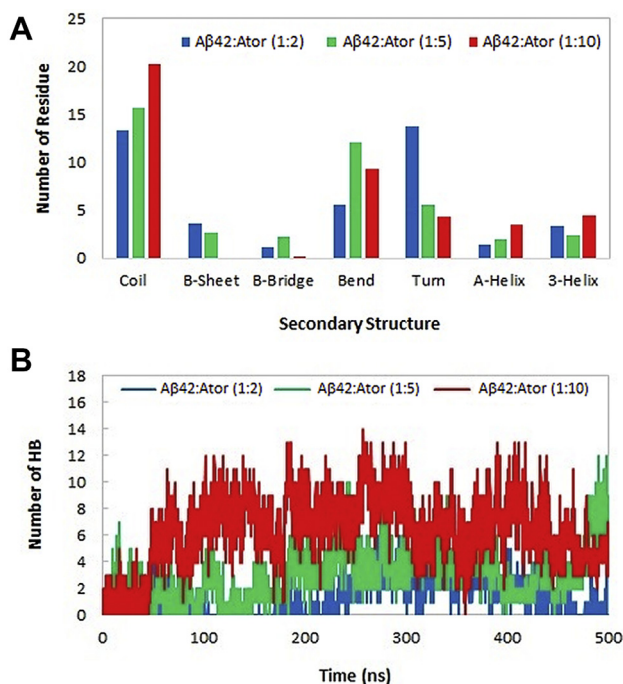 A
25
20
15
10
5
0
Number of Residue
Aβ42:Ator (1:2) Aβ42:Ator (1:5) Aβ42:Ator (1:10)
Coil B-Sheet B-Bridge Bend Turn A-Helix 3-Helix
Secondary Structure
B
18
16
14
12
10
8
6
4
2
0
Number of HB
Aβ42:Ator (1:2) Aβ42:Ator (1:5) Aβ42:Ator (1:10)
0 100 200 300 400 500
Time (ns)